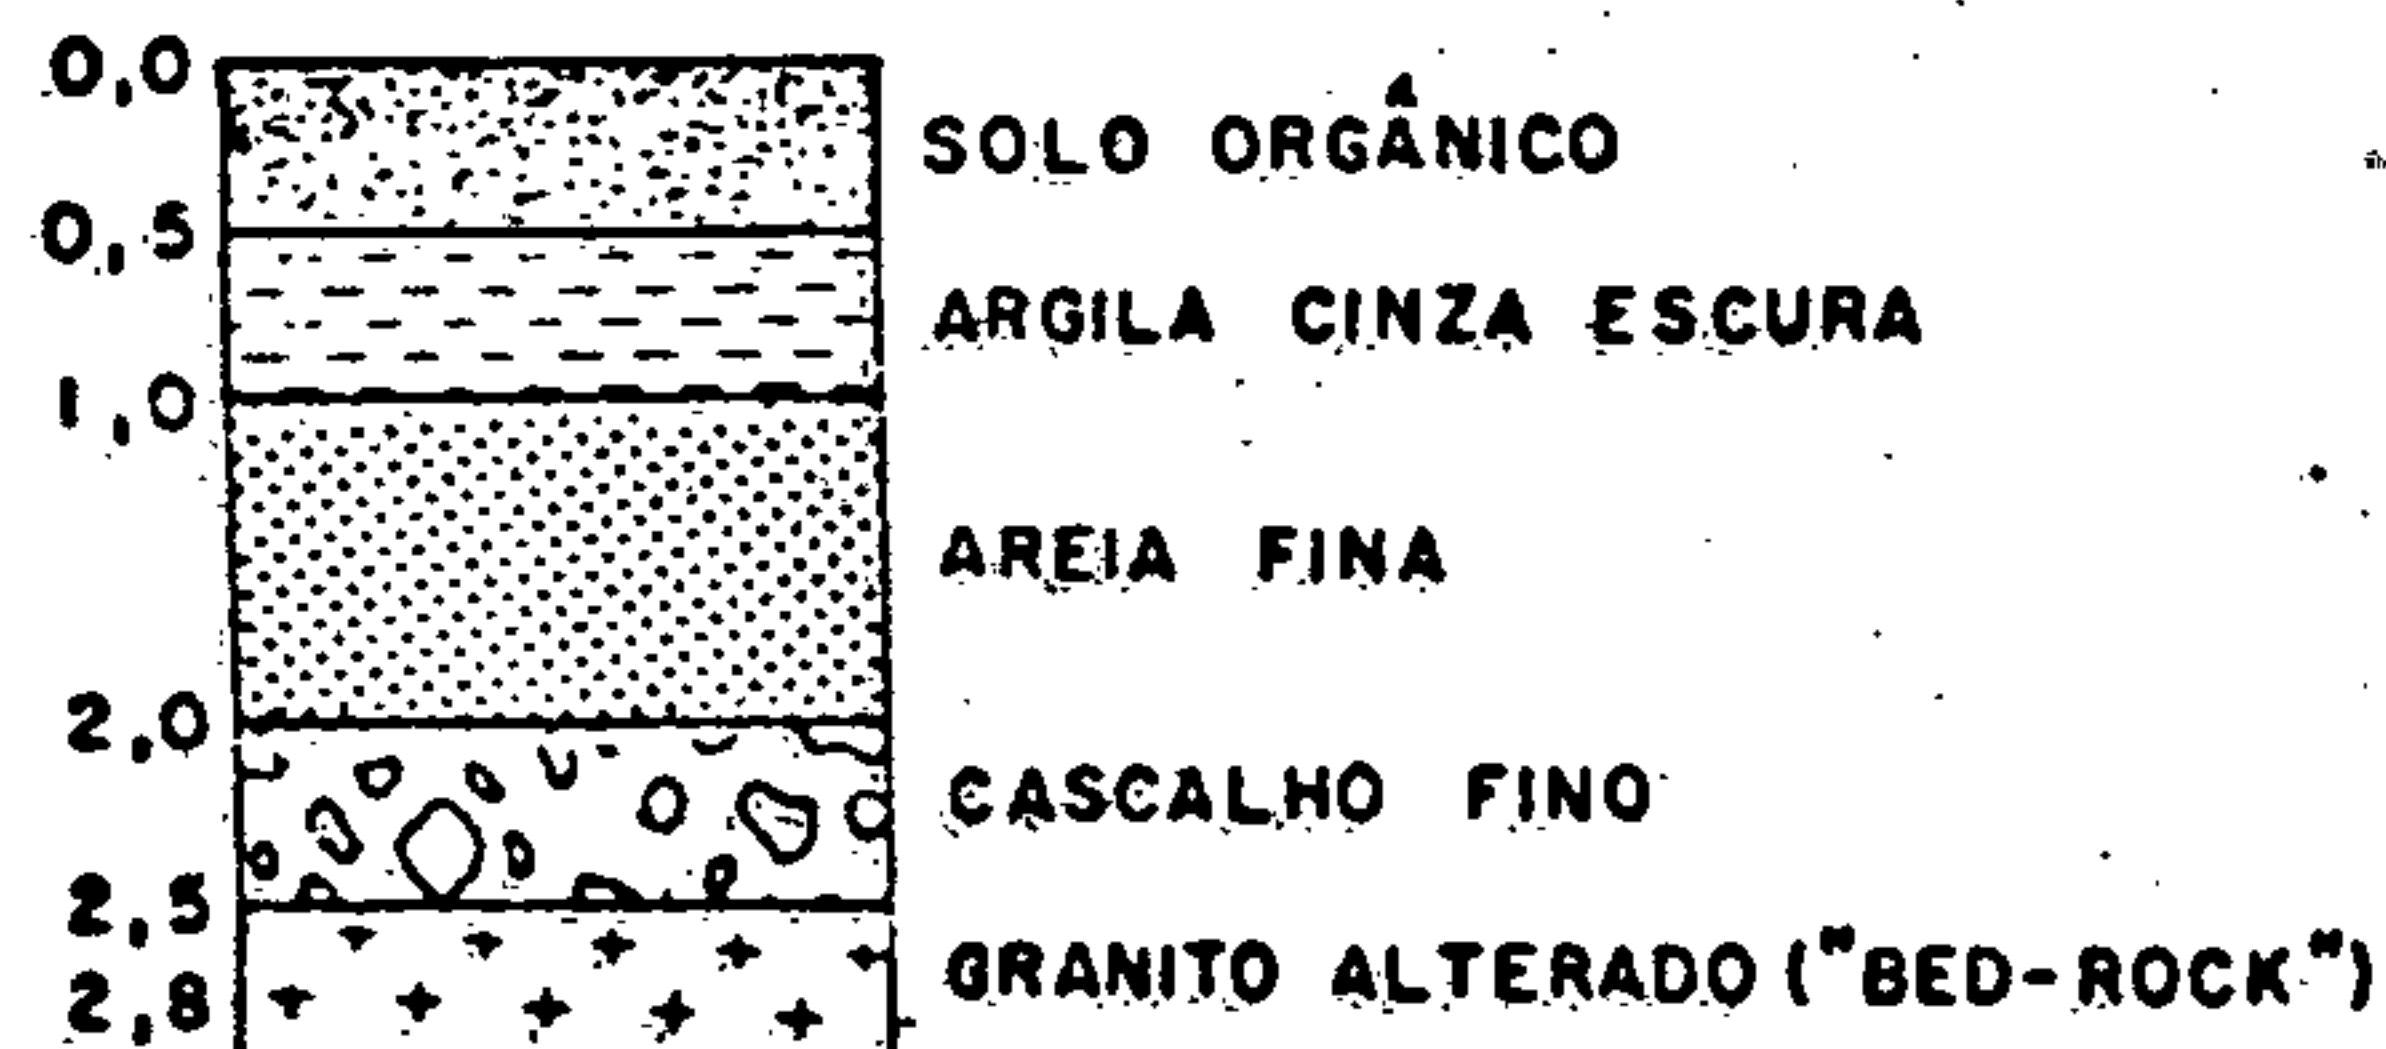 0,0
SOLO ORGÂNICO
0,5
ARGILA CINZA ESCURA
1,0
AREIA FINA
2,0
CASCALHO FINO
2,5
GRANITO ALTERADO ("BED-ROCK")
2,8